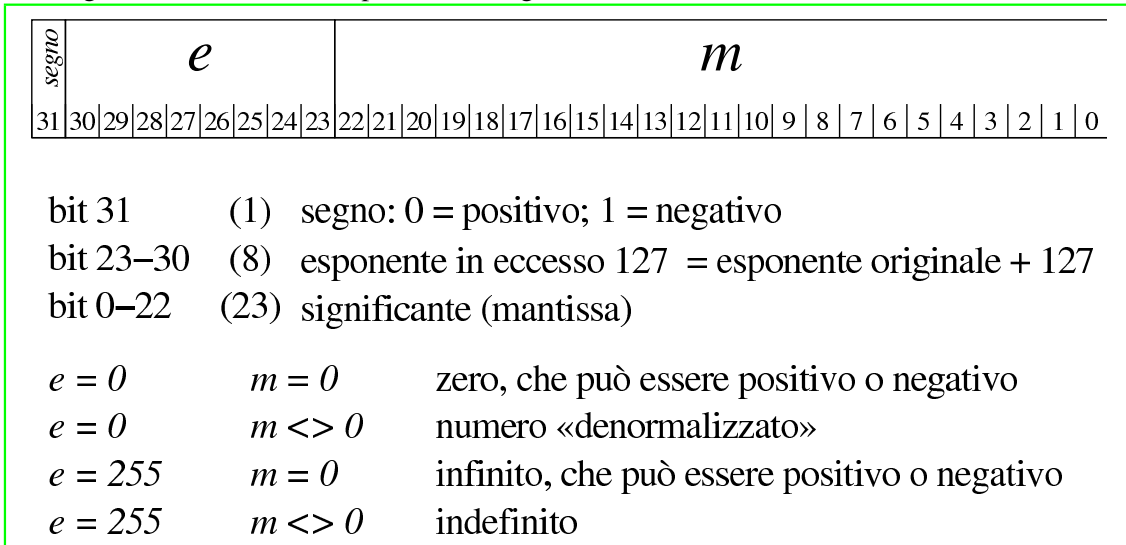 segno e m
31 30 29 28 27 26 25 24 23 22 21 20 19 18 17 16 15 14 13 12 11 10 9 8 7 6 5 4 3 2 1 0
bit 31 (1) segno: 0 = positivo; 1 = negativo
bit 23–30 (8) esponente in eccesso 127 = esponente originale + 127
bit 0–22 (23) significante (mantissa)
e = 0 m = 0 zero, che può essere positivo o negativo
e = 0 m <> 0 numero «denormalizzato»
e = 255 m = 0 infinito, che può essere positivo o negativo
e = 255 m <> 0 indefinito